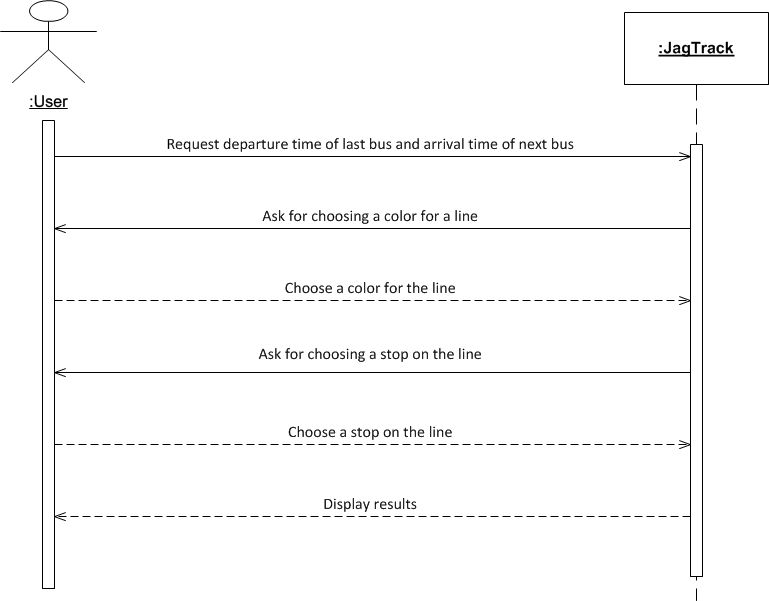 :JagTrack
:User
Request departure time of last bus and arrival time of next bus
Ask for choosing a color for a line
Choose a color for the line
Ask for choosing a stop on the line
Choose a stop on the line
Display results